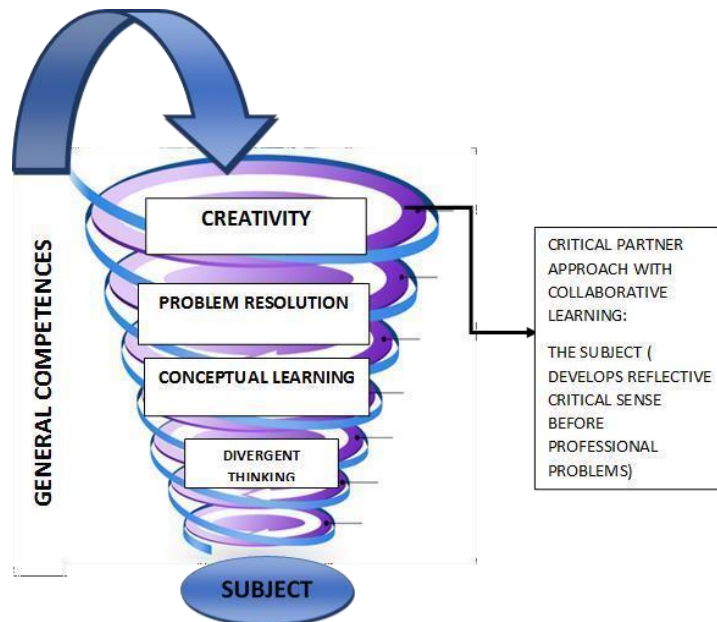 GENERAL COMPETENCES
CREATIVITY
PROBLEM RESOLUTION
CONCEPTUAL LEARNING
DIVERGENT
THINKING
SUBJECT
CRITICAL PARTNER
APPROACH WITH
COLLABORATIVE
LEARNING:
THE SUBJECT (
DEVELOPS REFLECTIVE
CRITICAL SENSE
BEFORE
PROFESSIONAL
PROBLEMS)